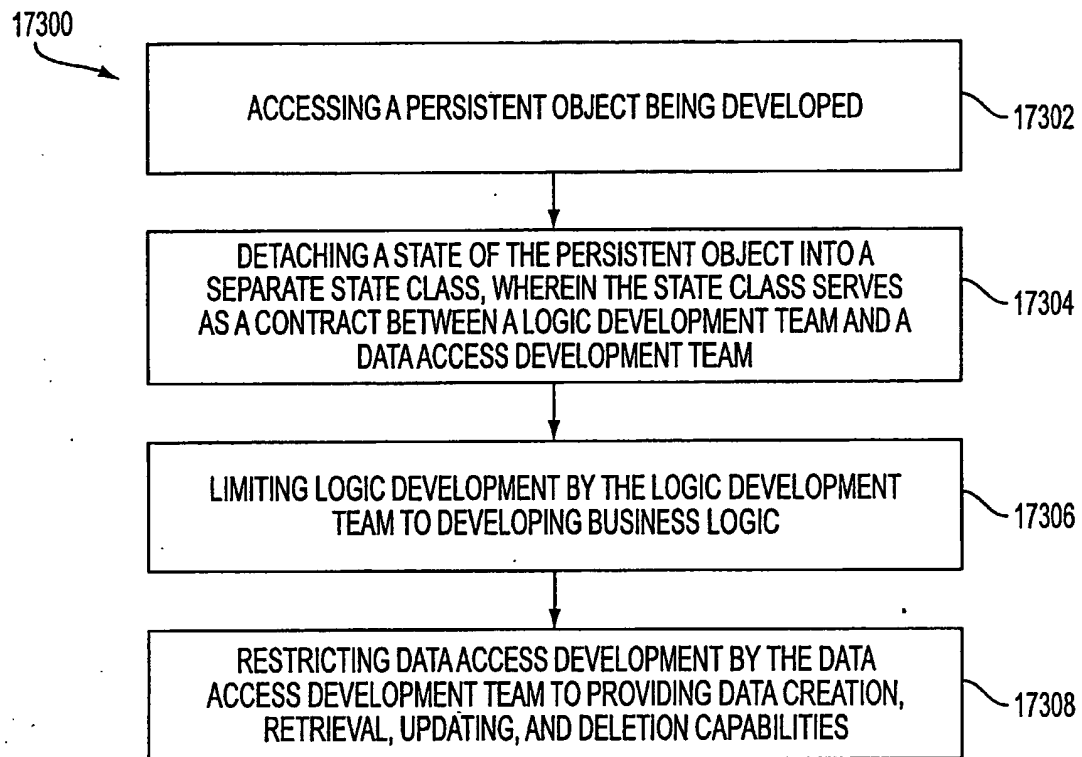 17300
ACCESSING A PERSISTENT OBJECT BEING DEVELOPED
17302
DETACHING A STATE OF THE PERSISTENT OBJECT INTO A
SEPARATE STATE CLASS, WHEREIN THE STATE CLASS SERVES
AS A CONTRACT BETWEEN A LOGIC DEVELOPMENT TEAM AND A
DATA ACCESS DEVELOPMENT TEAM
17304
LIMITING LOGIC DEVELOPMENT BY THE LOGIC DEVELOPMENT
TEAM TO DEVELOPING BUSINESS LOGIC
17306
RESTRICTING DATA ACCESS DEVELOPMENT BY THE DATA
ACCESS DEVELOPMENT TEAM TO PROVIDING DATA CREATION,
RETRIEVAL, UPDATING, AND DELETION CAPABILITIES
17308